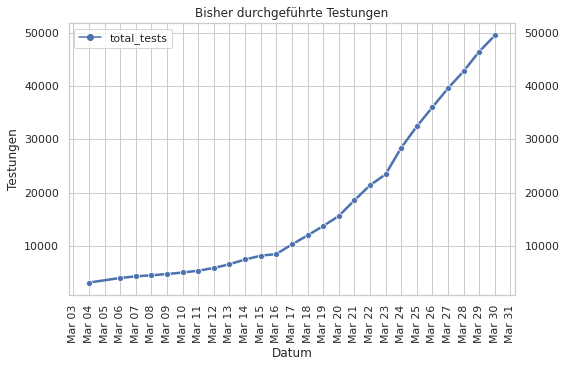 Bisher durchgeführte Testungen
total_tests
Testungen
50000
40000
30000
20000
10000
50000
40000
30000
20000
10000
Mar 03
Mar 04
Mar 05
Mar 06
Mar 07
Mar 08
Mar 09
Mar 10
Mar 11
Mar 12
Mar 13
Mar 14
Mar 15
Mar 16
Mar 17
Mar 18
Mar 19
Mar 20
Mar 21
Mar 22
Mar 23
Mar 24
Mar 25
Mar 26
Mar 27
Mar 28
Mar 29
Mar 30
Mar 31
Datum